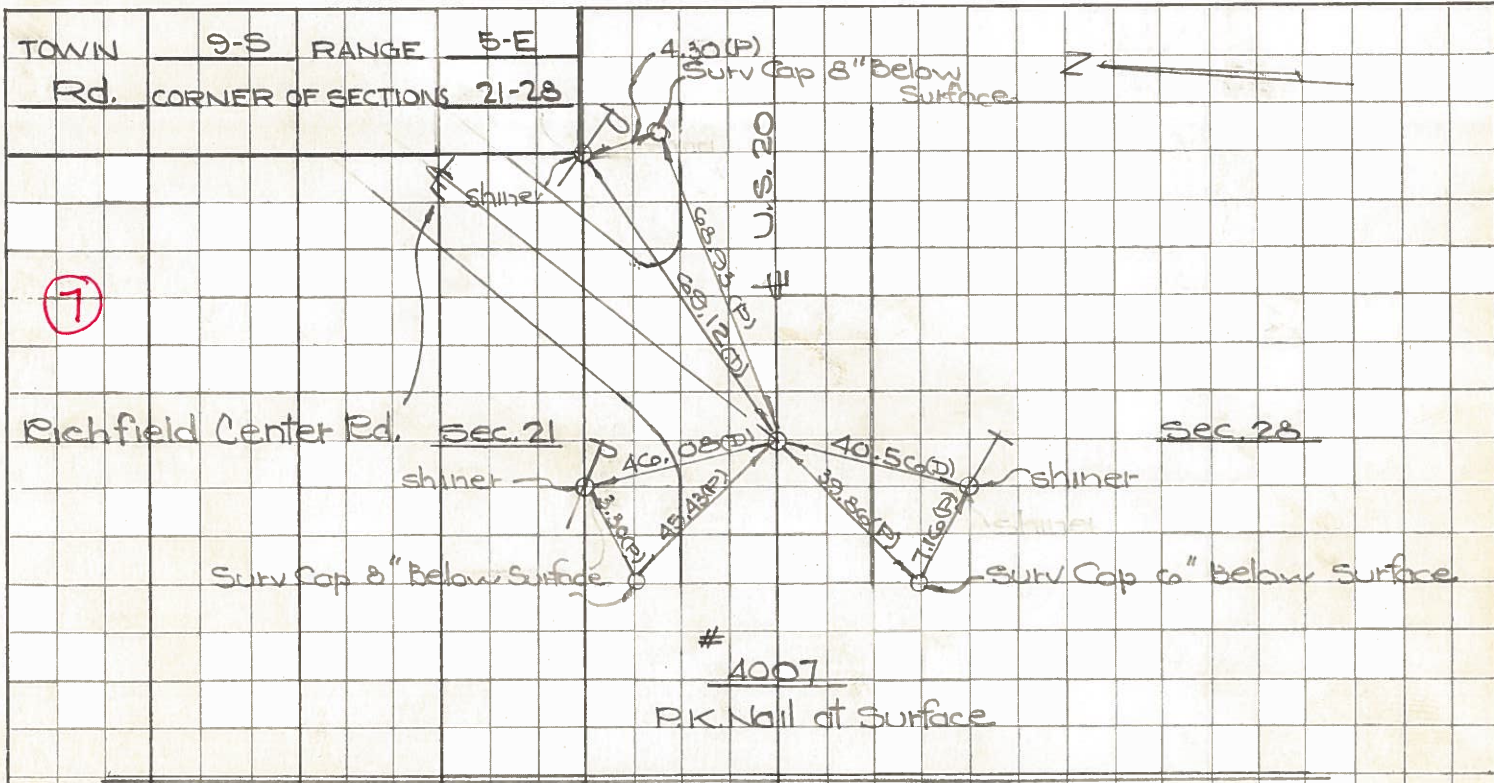 TOWN 9-S RANGE 5-E
Rd. CORNER OF SECTIONS 21-28
4.30(P)
Surv Cap 8" Below
Surface
Z
shiner
U.S. 20
68.93(P)
69.12(D)
7
Richfield Center Rd. Sec. 21
Sec. 28
46.08(D)
40.56(D)
shiner
shiner
3.30(P)
45.43(P)
39.86(P)
7.16(P)
Surv Cap 8" Below Surface
Surv Cap 6" Below Surface
#
4007
P.K. Nail at Surface